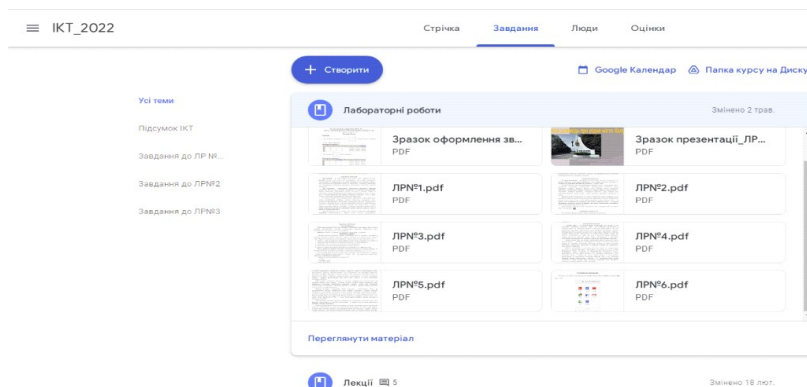 ІКТ_2022
Стрічка Завдання Люди Оцінки
Створити
Google Календар Папка курсу на Диску
Усі теми
Підсумок ІКТ
Завдання до ЛР №...
Завдання до ЛР№2
Завдання до ЛР№3
Лабораторні роботи Змінено 2 трав.
Зразок оформлення зв...
PDF
Зразок презентації_ЛР...
PDF
ЛР№1.pdf
PDF
ЛР№2.pdf
PDF
ЛР№3.pdf
PDF
ЛР№4.pdf
PDF
ЛР№5.pdf
PDF
ЛР№6.pdf
PDF
Переглянути матеріал
Лекції 5 Змінено 18 лют.